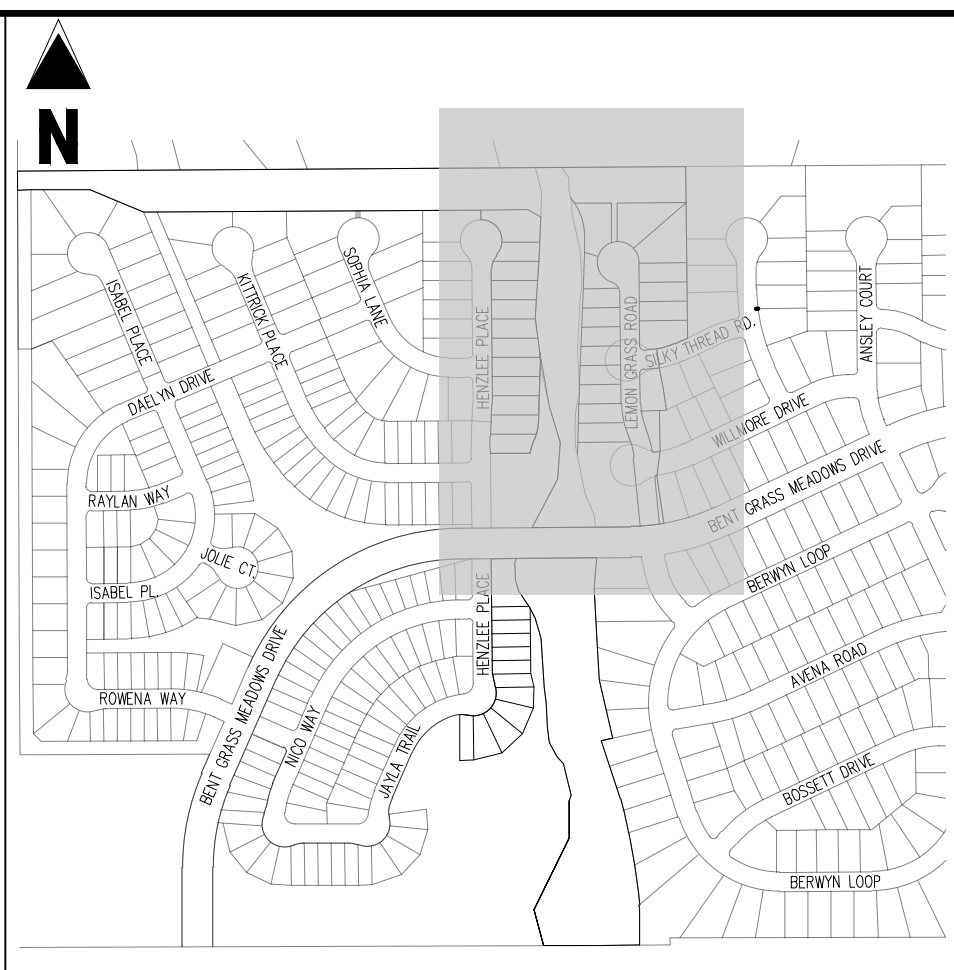 N
ISABEL PLACE
KITTRICK PLACE
SOPHIA LANE
HENZLEE PLACE
LEMON GRASS ROAD
SILKY THREAD RD.
ANSLEY COURT
DAELYN DRIVE
WILLMORE DRIVE
BENT GRASS MEADOWS DRIVE
RAYLAN WAY
JOLIE CT.
ISABEL PL.
BERWYN LOOP
HENZLEE PLACE
ROWENA WAY
BENT GRASS MEADOWS DRIVE
NICO WAY
JAYLA TRAIL
AVENA ROAD
BOSSETT DRIVE
BERWYN LOOP